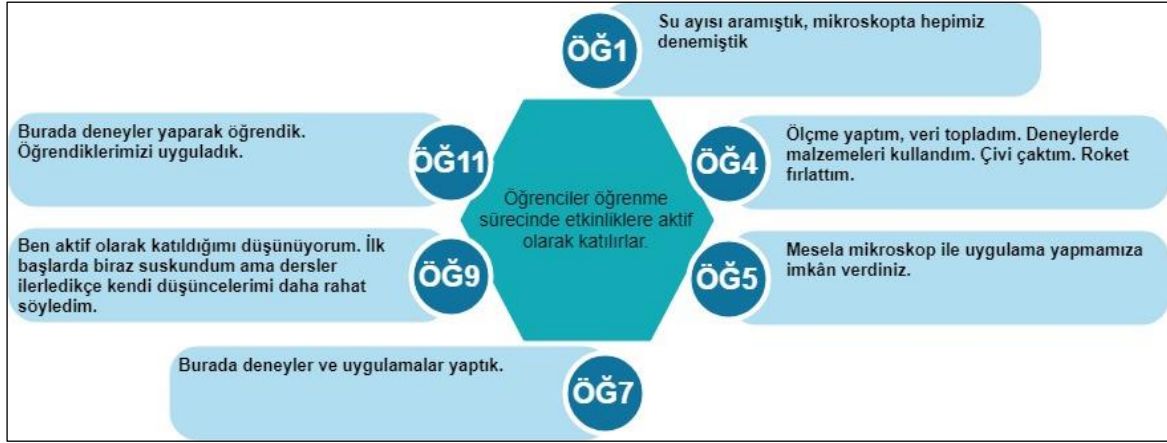 ÖĞ1
Su ayısı aramıştık, mikroskopta hepimiz
denemiştik
ÖĞ11
Burada deneyler yaparak öğrendik.
Öğrendiklerimizi uyguladık.
ÖĞ4
Ölçme yaptım, veri topladım. Deneylerde
malzemeleri kullandım. Çivi çaktım. Roket
fırlattım.
Öğrenciler öğrenme
sürecinde etkinliklere aktif
olarak katılırlar.
ÖĞ9
Ben aktif olarak katıldığımı düşünüyorum. İlk
başlarda biraz suskundum ama dersler
ilerledikçe kendi düşüncelerimi daha rahat
söyledim.
ÖĞ5
Mesela mikroskop ile uygulama yapmamıza
imkân verdiniz.
Burada deneyler ve uygulamalar yaptık.
ÖĞ7